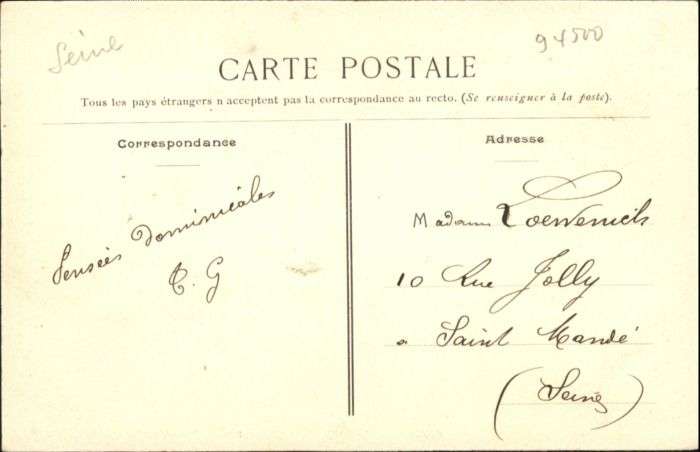 Seine
94500
CARTE POSTALE
Tous les pays étrangers n acceptent pas la correspondance au recto. (Se renseigner à la poste).
Correspondance
Adresse
Pensées Dominicales
G
Madame
10 Rue Jolly
a Saint Mandé
(Seine)